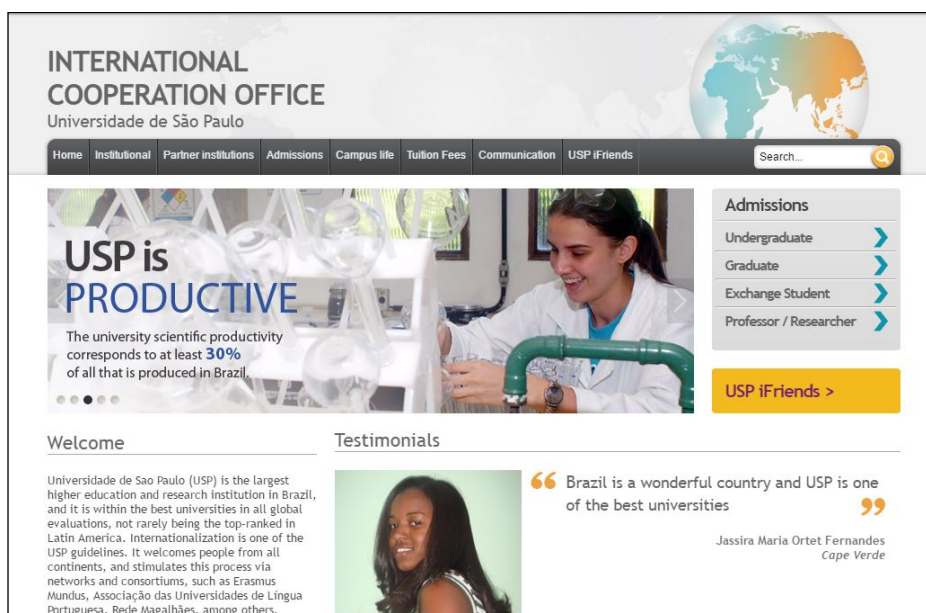 INTERNATIONAL
COOPERATION OFFICE
Universidade de São Paulo
Home Institutional Partner institutions Admissions Campus life Tuition Fees Communication USP iFriends
Search...
USP is
PRODUCTIVE
The university scientific productivity
corresponds to at least 30%
of all that is produced in Brazil.
Admissions
Undergraduate
Graduate
Exchange Student
Professor / Researcher
USP iFriends >
Welcome
Universidade de Sao Paulo (USP) is the largest
higher education and research institution in Brazil,
and it is within the best universities in all global
evaluations, not rarely being the top-ranked in
Latin America. Internationalization is one of the
USP guidelines. It welcomes people from all
continents, and stimulates this process via
networks and consortiums, such as Erasmus
Mundus, Associação das Universidades de Língua
Portuguesa, Rede Magalhães, among others.
Testimonials
“ Brazil is a wonderful country and USP is one
of the best universities ”
Jassira Maria Ortet Fernandes
Cape Verde